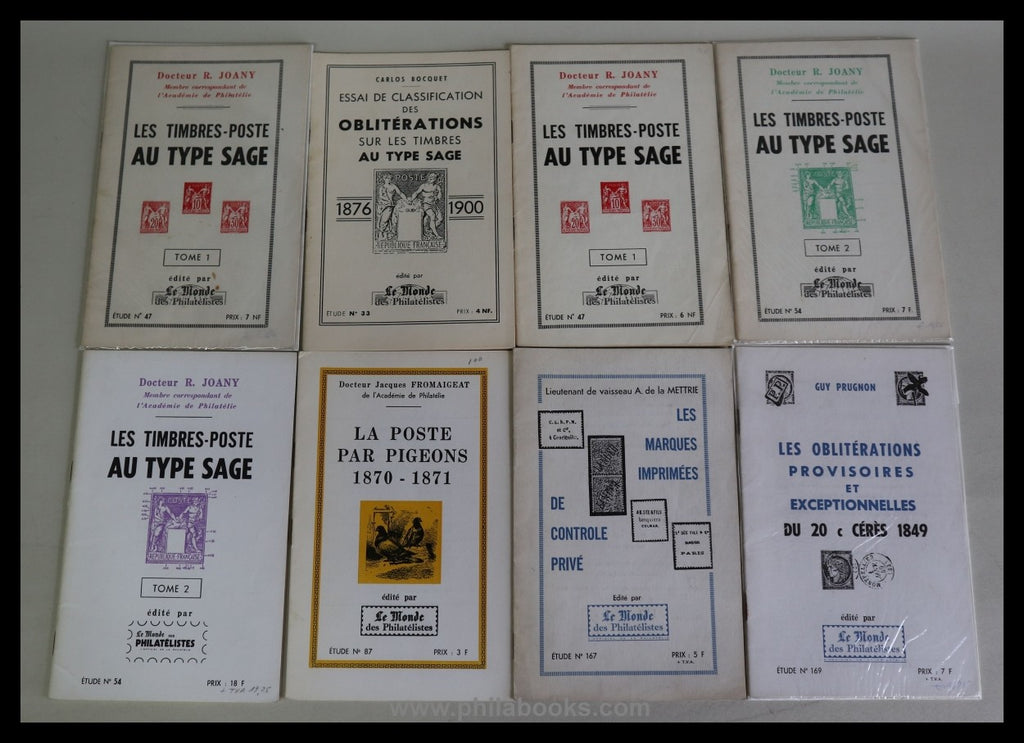 Docteur R. JOANY
Membre correspondant de
l'Académie de Philatélie
LES TIMBRES-POSTE
AU TYPE SAGE
TOME 1
édité par
Le Monde
des Philatélistes
ÉTUDE N° 47
PRIX : 7 NF
CARLOS BOCQUET
ESSAI DE CLASSIFICATION
DES
OBLITÉRATIONS
SUR LES TIMBRES
AU TYPE SAGE
POSTE
1876 1900
REPUBLIQUE FRANCAISE
édité par
Le Monde
des Philatélistes
ÉTUDE N° 33
PRIX : 4 NF.
Docteur R. JOANY
Membre correspondant de
l'Académie de Philatélie
LES TIMBRES-POSTE
AU TYPE SAGE
TOME 1
édité par
Le Monde
des Philatélistes
ÉTUDE N° 47
PRIX : 6 NF
Docteur R. JOANY
Membre correspondant de
l'Académie de Philatélie
LES TIMBRES-POSTE
AU TYPE SAGE
TOME 2
édité par
Le Monde
des Philatélistes
ÉTUDE N° 54
PRIX : 7 F.
Docteur R. JOANY
Membre correspondant de
l'Académie de Philatélie
LES TIMBRES-POSTE
AU TYPE SAGE
POSTE
REPUBLIQUE FRANCAISE
TOME 2
édité par
Le Monde DES
PHILATÉLISTES
ÉTUDE N° 54
PRIX : 18 F
+ T.V.A.
Docteur Jacques FROMAIGEAT
de l'Académie de Philatélie
LA POSTE
PAR PIGEONS
1870 - 1871
édité par
Le Monde
des Philatélistes
ÉTUDE N° 87
PRIX : 3 F
Lieutenant de vaisseau A. de la METTRIE
LES
MARQUES
IMPRIMÉES
DE
CONTROLE
PRIVÉ
PARIS
Edité par
Le Monde
des Philatélistes
ÉTUDE N° 167
PRIX : 5 F
+ T.V.A.
GUY PRUGNON
LES OBLITÉRATIONS
PROVISOIRES
ET
EXCEPTIONNELLES
DU 20 c CÉRÈS 1849
édité par
Le Monde
des Philatélistes
ÉTUDE N° 169
PRIX : 7 F
+ T.V.A.
www.philabooks.com